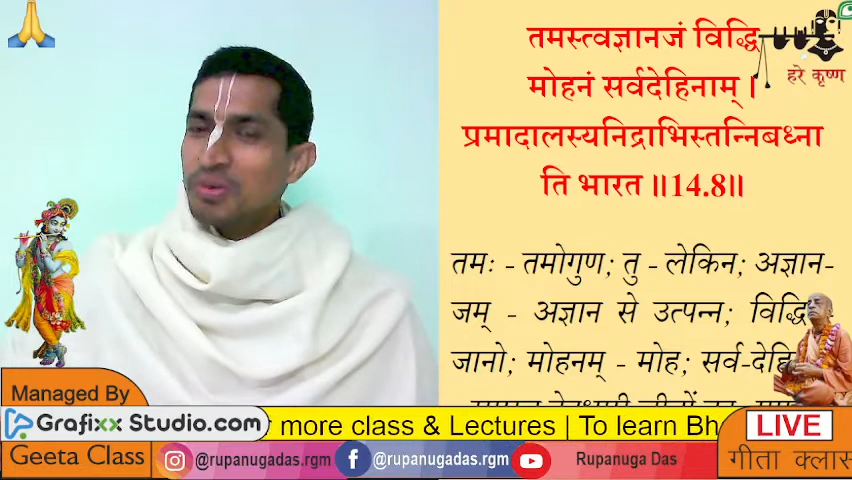 तमस्त्वज्ञानजं विद्धि
मोहनं सर्वदेहिनाम् ।
प्रमादालस्यनिद्राभिस्तन्निबध्ना
ति भारत ॥14.8॥
हरे कृष्ण
तमः - तमोगुण; तु - लेकिन; अज्ञान-
जम् - अज्ञान से उत्पन्न; विद्धि
जानो; मोहनम् - मोह; सर्व-
Managed By
Grafixx Studio.com
Geeta Class
more class & Lectures | To learn
LIVE
गीता क्लास
@rupanugadas.rgm @rupanugadas.rgm Rupanuga Das